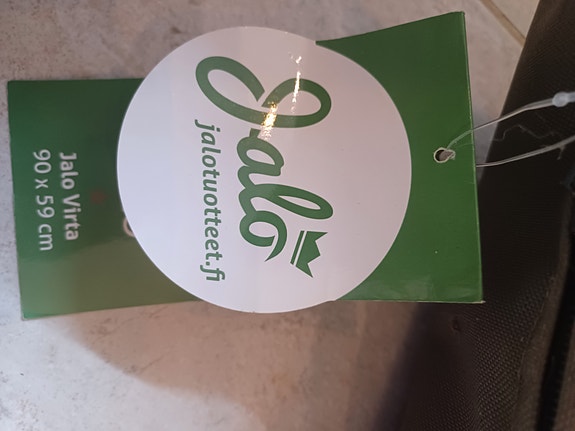 Jalo
jalotuotteet.fi
Jalo Virta
90 x 59 cm